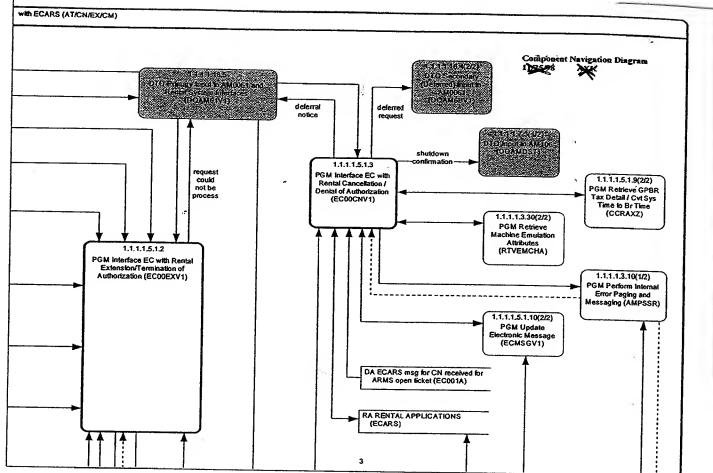 with ECARS (AT/CN/EX/CM)
Component Navigation Diagram
deferral
notice
deferred
request
shutdown
confirmation
request
could
not be
process
1.1.1.1.5.1.3
PGM Interface EC with
Rental Cancellation /
Denial of Authorization
(EC00CNV1)
1.1.1.1.5.1.9(2/2)
PGM Retrieve GPBR
Tax Detail / Cvt Sys
Time to Br Time
(CCRAXZ)
1.1.1.1.3.30(2/2)
PGM Retrieve
Machine Emulation
Attributes
(RTVEMCHA)
1.1.1.1.5.1.2
PGM Interface EC with Rental
Extension/Termination of
Authorization (EC00EXV1)
1.1.1.1.3.10(1/2)
PGM Perform Internal
Error Paging and
Messaging (AMPSSR)
1.1.1.1.5.1.10(2/2)
PGM Update
Electronic Message
(ECMSGV1)
DA ECARS msg for CN received for
ARMS open ticket (EC001A)
RA RENTAL APPLICATIONS
(ECARS)
3